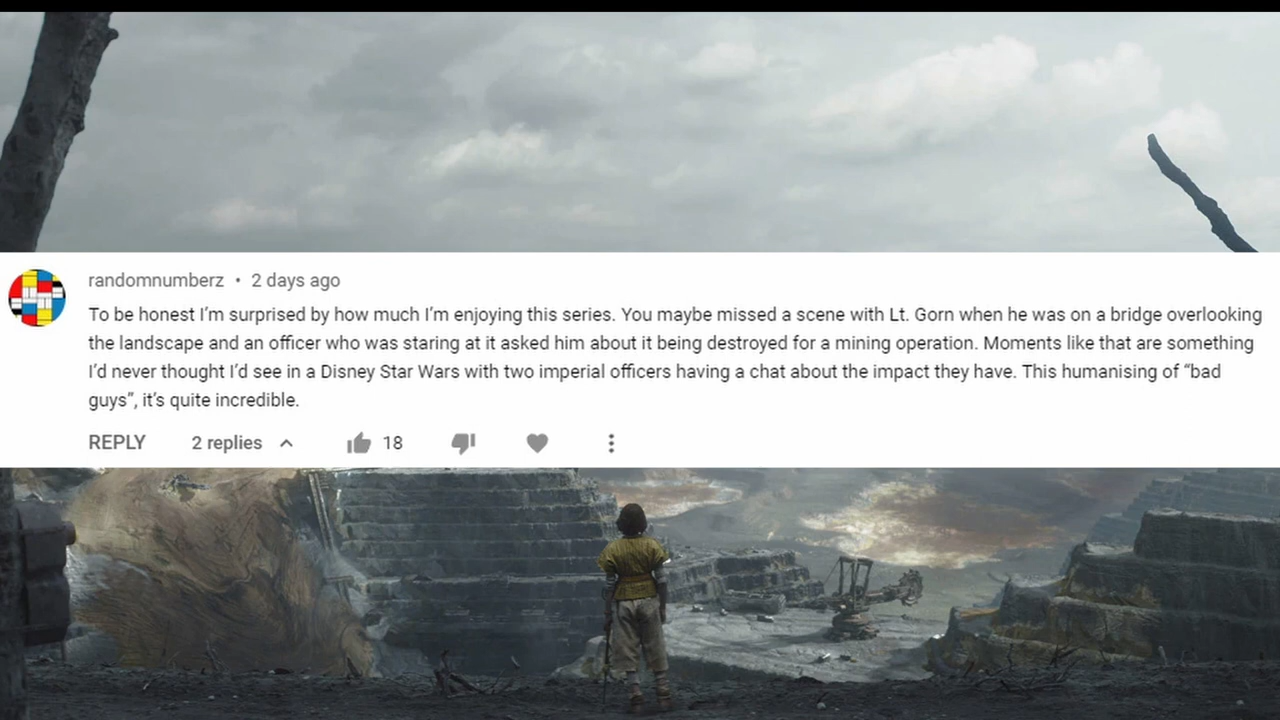 randomnumberz • 2 days ago
To be honest I’m surprised by how much I’m enjoying this series. You maybe missed a scene with Lt. Gorn when he was on a bridge overlooking
the landscape and an officer who was staring at it asked him about it being destroyed for a mining operation. Moments like that are something
I’d never thought I’d see in a Disney Star Wars with two imperial officers having a chat about the impact they have. This humanising of “bad
guys”, it’s quite incredible.
REPLY 2 replies 18